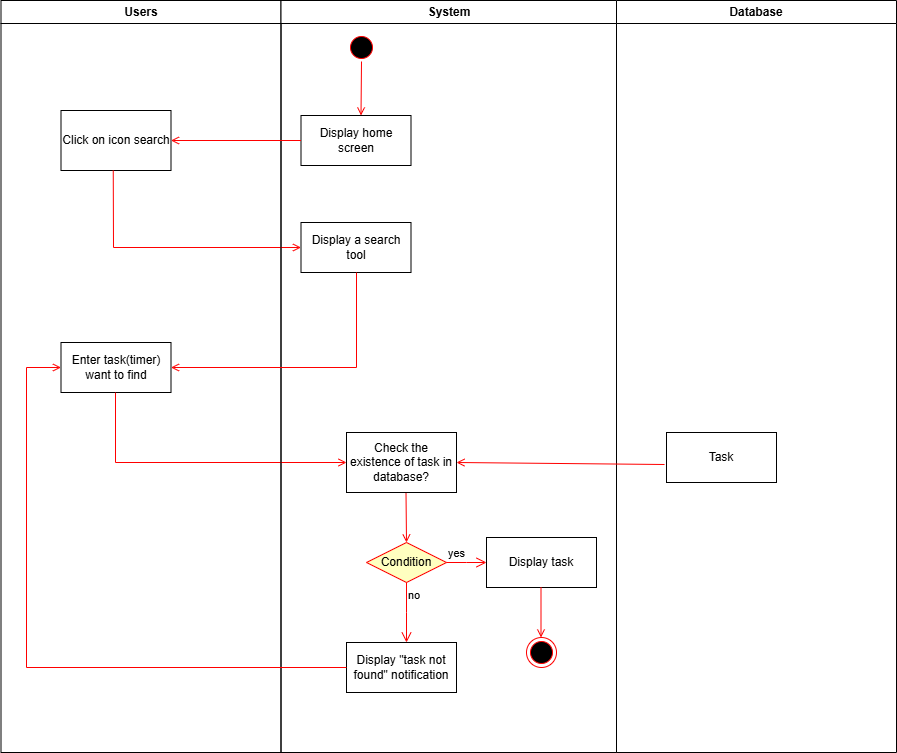 Users
System
Database
Display home
screen
Click on icon search
Display a search
tool
Enter task(timer)
want to find
Check the
existence of task in
database?
Task
Condition
yes
Display task
no
Display "task not
found" notification